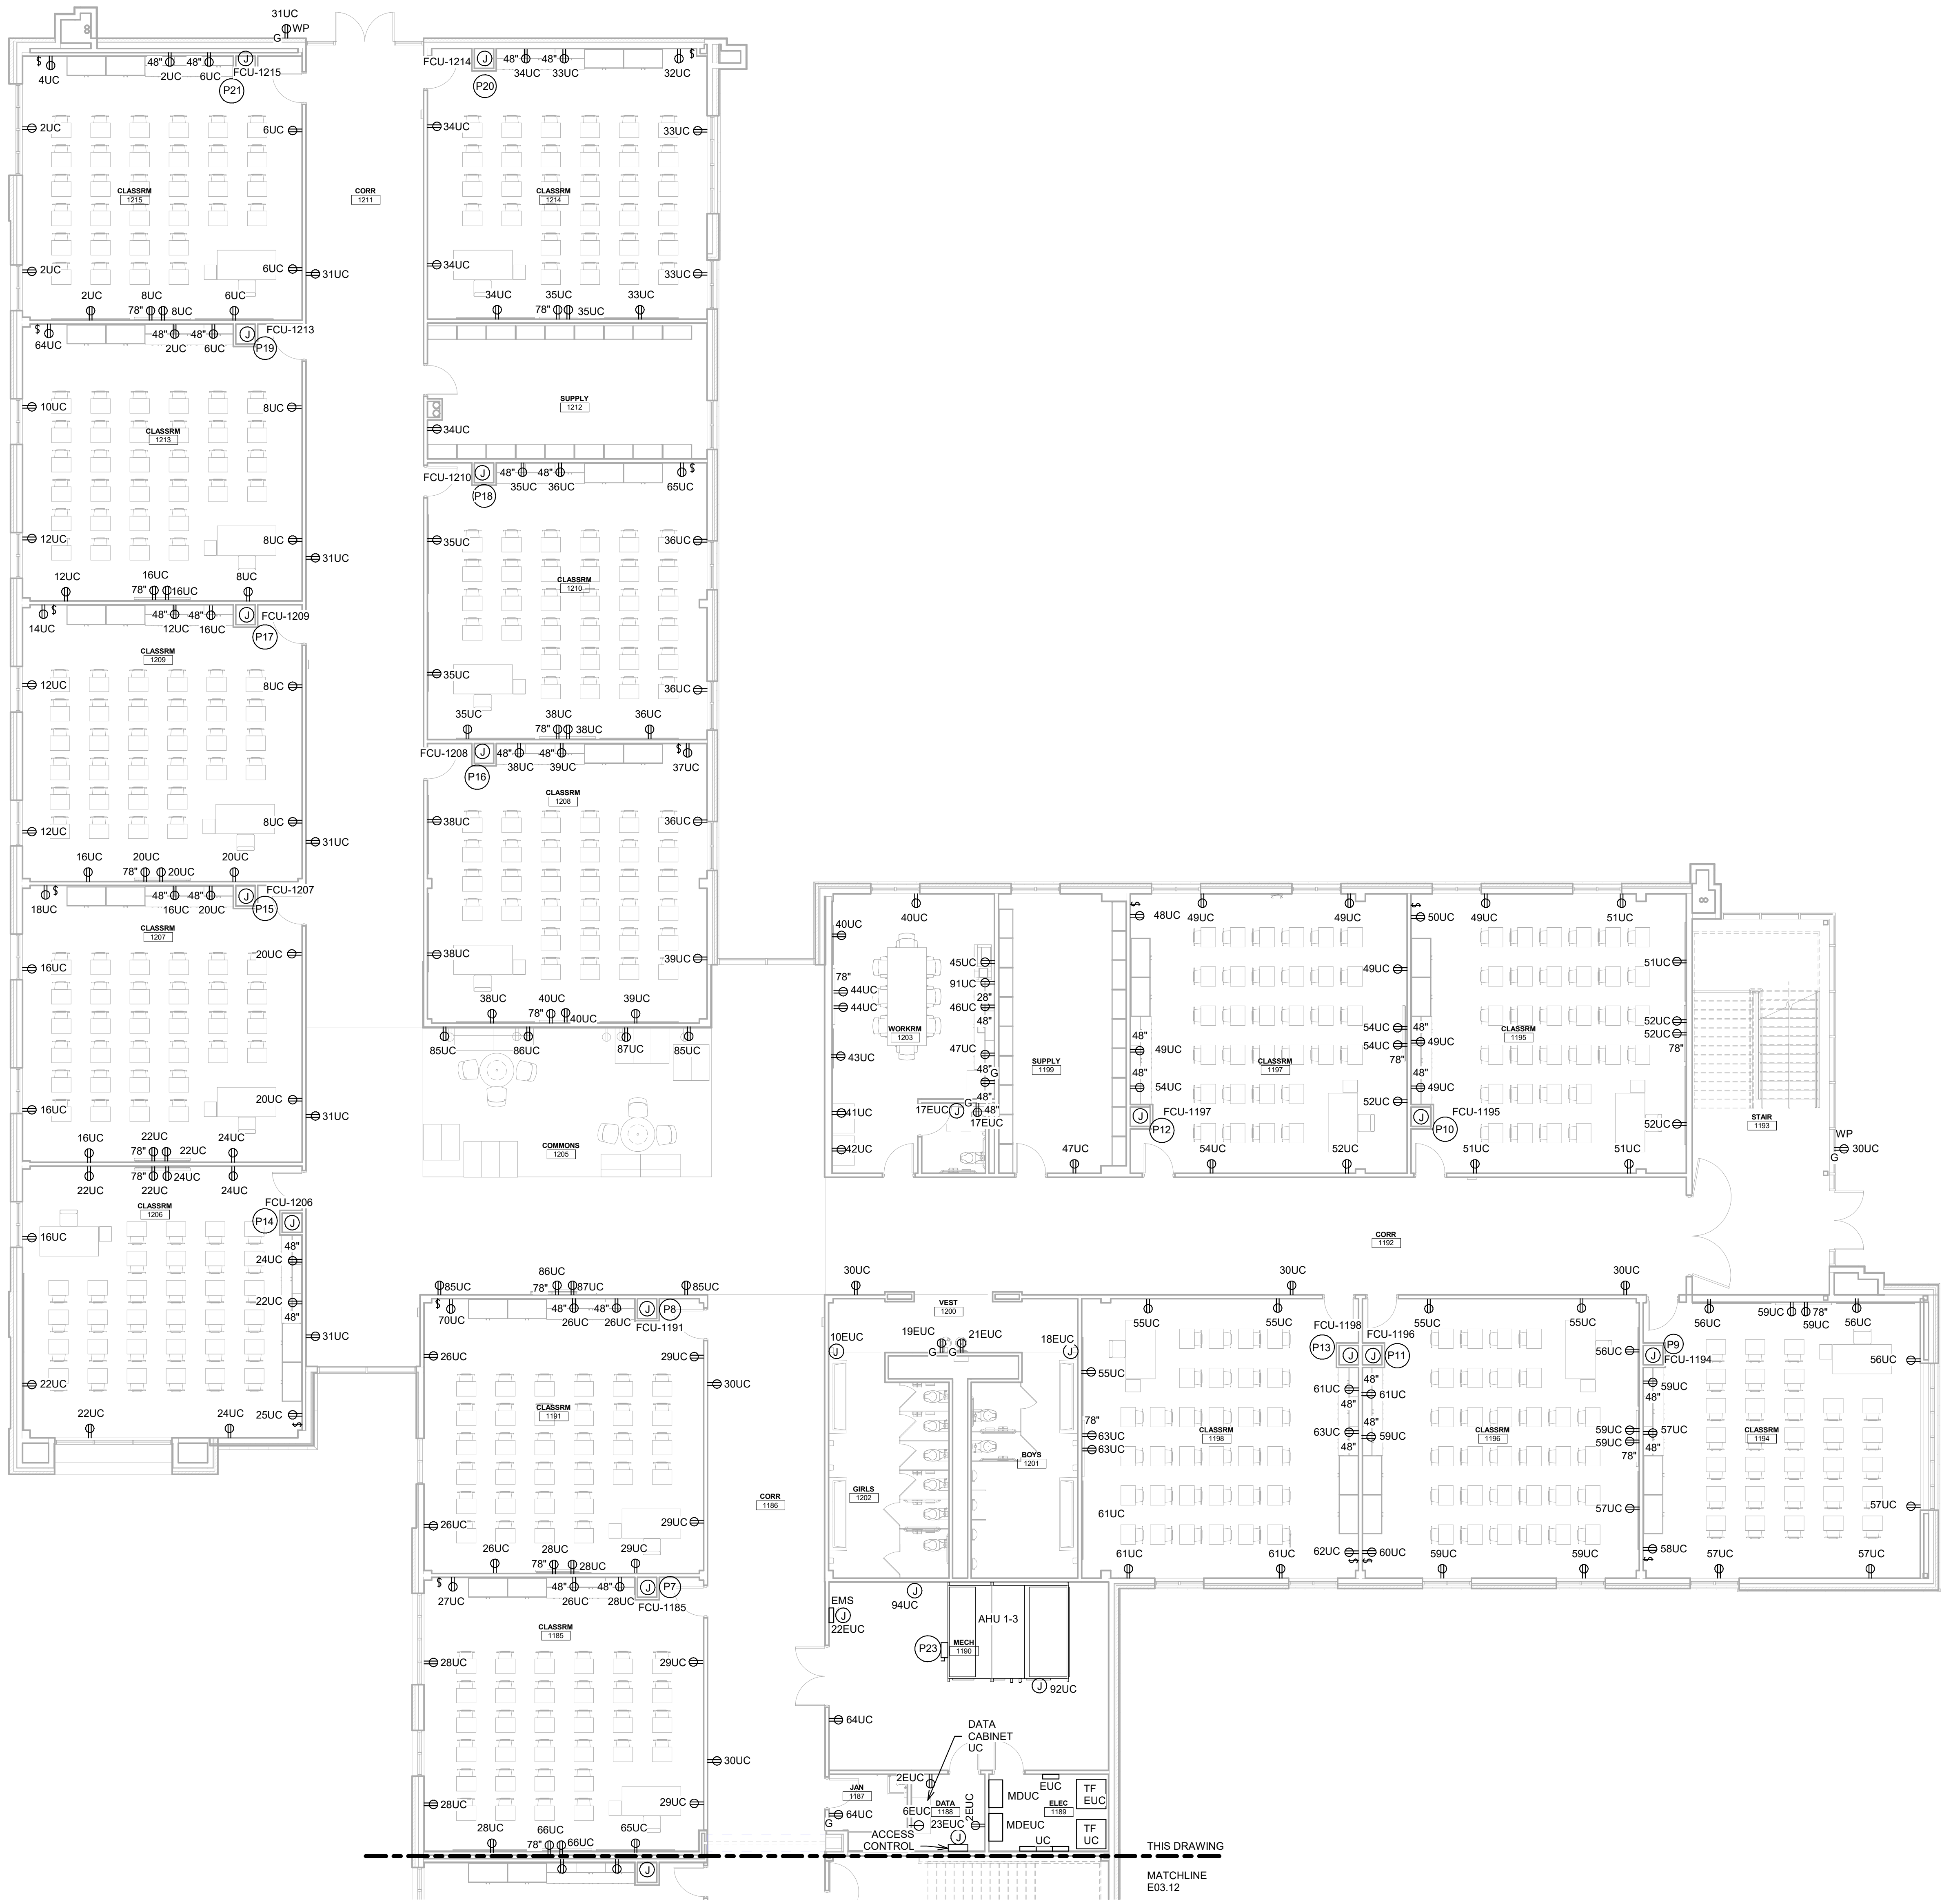 31UC
WP
G
$
4UC
48"
2UC
48"
6UC
J
FCU-1215
P21
2UC
6UC
CLASSRM
1215
2UC
6UC
31UC
2UC
8UC
78"
8UC
6UC
CORR
1211
FCU-1214
J
P20
48"
34UC
48"
33UC
32UC
$
34UC
33UC
CLASSRM
1214
34UC
33UC
34UC
35UC
78"
35UC
33UC
$
64UC
48"
2UC
48"
6UC
J
FCU-1213
P19
10UC
8UC
CLASSRM
1213
12UC
8UC
31UC
12UC
16UC
78"
16UC
8UC
SUPPLY
1212
34UC
FCU-1210
J
P18
48"
35UC
48"
36UC
65UC
$
35UC
36UC
CLASSRM
1210
35UC
36UC
35UC
38UC
78"
38UC
36UC
14UC
$
48"
12UC
48"
16UC
J
FCU-1209
P17
CLASSRM
1209
12UC
8UC
12UC
8UC
31UC
16UC
20UC
78"
20UC
20UC
FCU-1208
J
P16
48"
38UC
48"
39UC
$
37UC
CLASSRM
1208
38UC
36UC
38UC
39UC
38UC
40UC
78"
40UC
39UC
18UC
$
48"
16UC
48"
20UC
J
FCU-1207
P15
CLASSRM
1207
16UC
20UC
16UC
20UC
31UC
16UC
22UC
78"
22UC
24UC
85UC
86UC
87UC
85UC
COMMONS
1205
22UC
78"
22UC
24UC
24UC
FCU-1206
P14
J
CLASSRM
1206
16UC
48"
24UC
22UC
48"
31UC
22UC
25UC
$
22UC
24UC
40UC
40UC
78"
44UC
44UC
45UC
91UC
28"
46UC
48"
WORKRM
1203
43UC
47UC
48"
G
G
48"
41UC
17EUC
J
48"
17EUC
42UC
SUPPLY
1199
47UC
$
48UC
49UC
49UC
49UC
54UC
54UC
78"
48"
49UC
CLASSRM
1197
48"
54UC
52UC
J
FCU-1197
P12
54UC
52UC
$
50UC
49UC
51UC
51UC
52UC
52UC
78"
48"
49UC
CLASSRM
1195
48"
49UC
J
FCU-1195
P10
52UC
51UC
51UC
STAIR
1193
WP
30UC
G
CORR
1192
85UC
86UC
78"
87UC
85UC
$
70UC
48"
26UC
48"
26UC
J
P8
FCU-1191
26UC
29UC
30UC
CLASSRM
1191
26UC
29UC
26UC
28UC
78"
28UC
29UC
CORR
1186
$
27UC
48"
26UC
48"
28UC
J
P7
FCU-1185
CLASSRM
1185
28UC
29UC
30UC
28UC
29UC
28UC
66UC
78"
66UC
65UC
J
30UC
VEST
1200
10EUC
J
19EUC
G
21EUC
G
18EUC
J
GIRLS
1202
BOYS
1201
30UC
30UC
55UC
55UC
FCU-1198
P13
J
55UC
61UC
48"
78"
63UC
63UC
CLASSRM
1198
63UC
48"
61UC
62UC
$
61UC
61UC
FCU-1196
J
P11
55UC
55UC
56UC
48"
61UC
48"
59UC
CLASSRM
1196
59UC
59UC
78"
57UC
60UC
$
59UC
59UC
P9
J
FCU-1194
56UC
59UC
78"
59UC
56UC
56UC
59UC
48"
57UC
48"
CLASSRM
1194
57UC
58UC
$
57UC
57UC
EMS
J
22EUC
J
94UC
AHU 1-3
P23
MECH
1190
J
92UC
64UC
DATA
CABINET
UC
JAN
1187
2EUC
64UC
G
6EUC
DATA
1188
2EUC
23EUC
J
ACCESS
CONTROL
EUC
MDUC
ELEC
1189
TF
EUC
MDEUC
UC
TF
UC
THIS DRAWING
MATCHLINE
E03.12